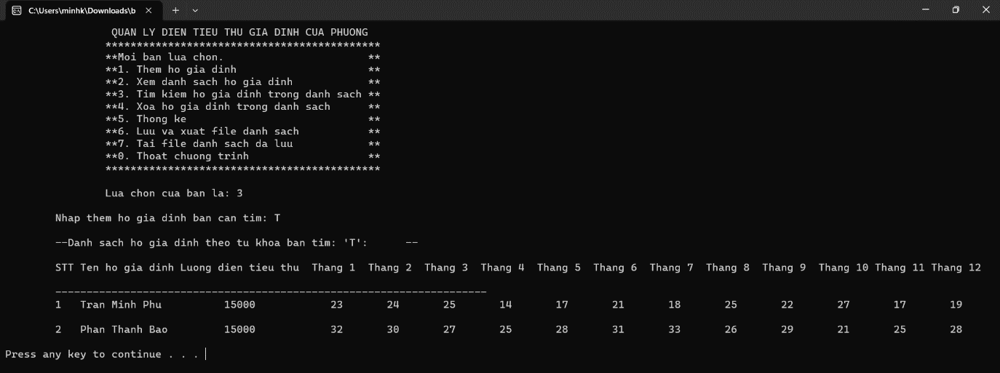 C:\Users\minhk\Downloads\b
QUAN LY DIEN TIEU THU GIA DINH CUA PHUONG
********************************************
**Moi ban lua chon. **
**1. Them ho gia dinh **
**2. Xem danh sach ho gia dinh **
**3. Tim kiem ho gia dinh trong danh sach **
**4. Xoa ho gia dinh trong danh sach **
**5. Thong ke **
**6. Luu va xuat file danh sach **
**7. Tai file danh sach da luu **
**0. Thoat chuong trinh **
********************************************
Lua chon cua ban la: 3
Nhap them ho gia dinh ban can tim: T
--Danh sach ho gia dinh theo tu khoa ban tim: 'T': --
STT Ten ho gia dinh Luong dien tieu thu Thang 1 Thang 2 Thang 3 Thang 4 Thang 5 Thang 6 Thang 7 Thang 8 Thang 9 Thang 10 Thang 11 Thang 12
_____________________________________________________________________
1 Tran Minh Phu 15000 23 24 25 14 17 21 18 25 22 27 17 19
2 Phan Thanh Bao 15000 32 30 27 25 28 31 33 26 29 21 25 28
Press any key to continue . . .